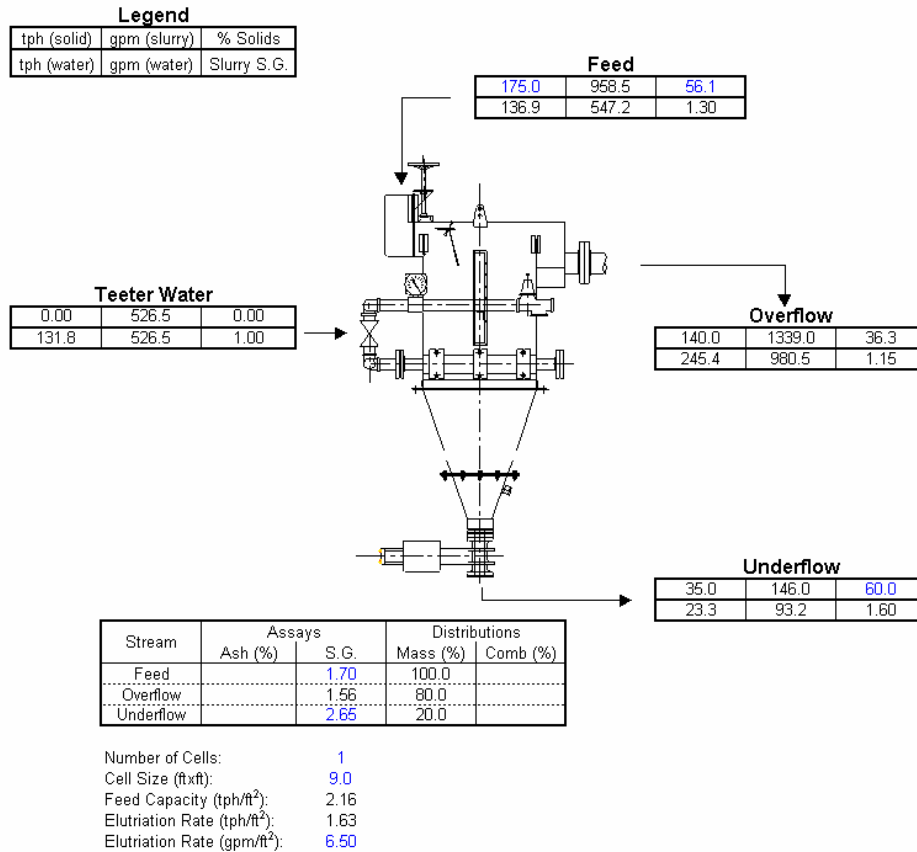 Legend
tph (solid) gpm (slurry) % Solids
tph (water) gpm (water) Slurry S.G.
Feed
175.0 958.5 56.1
136.9 547.2 1.30
Teeter Water
0.00 526.5 0.00
131.8 526.5 1.00
Overflow
140.0 1339.0 36.3
245.4 980.5 1.15
Underflow
35.0 146.0 60.0
23.3 93.2 1.60
Stream Assays Distributions
Ash (%) S.G. Mass (%) Comb (%)
Feed 1.70 100.0
Overflow 1.56 80.0
Underflow 2.65 20.0
Number of Cells: 1
Cell Size (ftxft): 9.0
Feed Capacity (tph/ft²): 2.16
Elutriation Rate (tph/ft²): 1.63
Elutriation Rate (gpm/ft²): 6.50